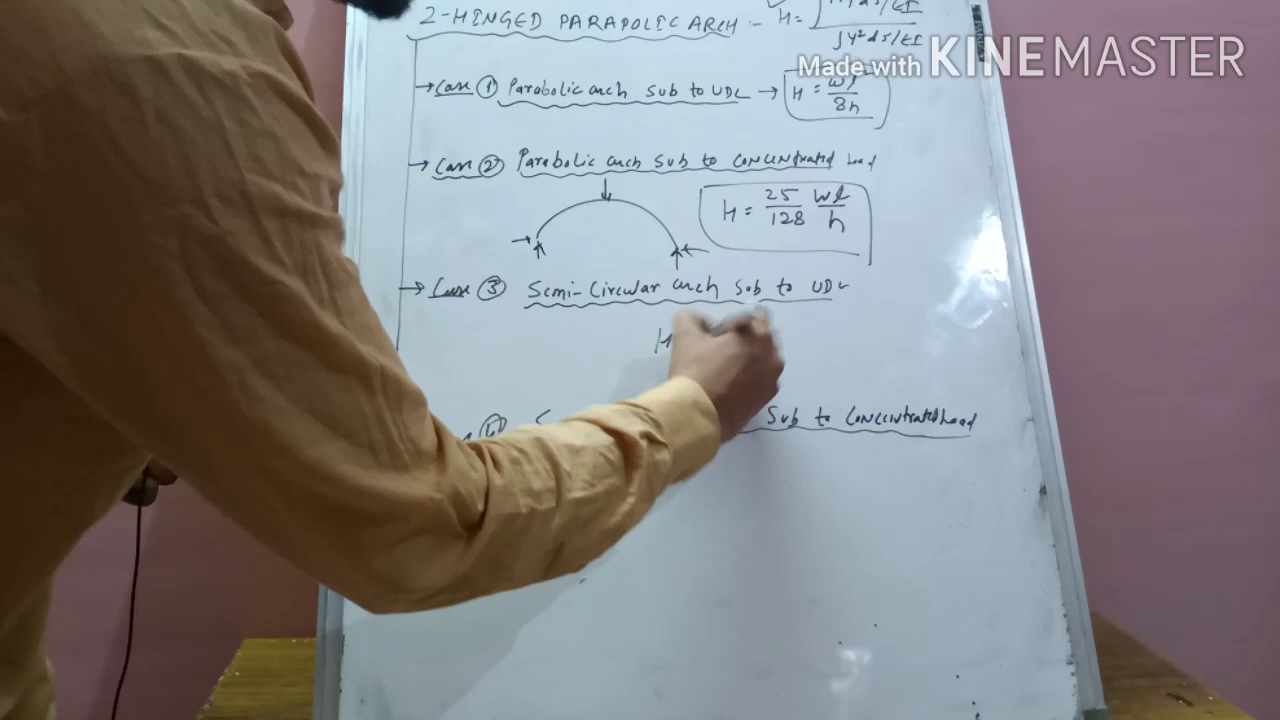 2-HINGED PARABOLIC ARCH :- H =
∫y²ds/EI
Made with KINEMASTER
→ Case ① Parabolic arch Sub to UDL → H = wl²/8h
→ Case ② Parabolic arch Sub to concentrated load
H = 25/128 wl/h
→ Case ③ Semi-Circular arch Sub to UDL
H
Sub to Concentrated load